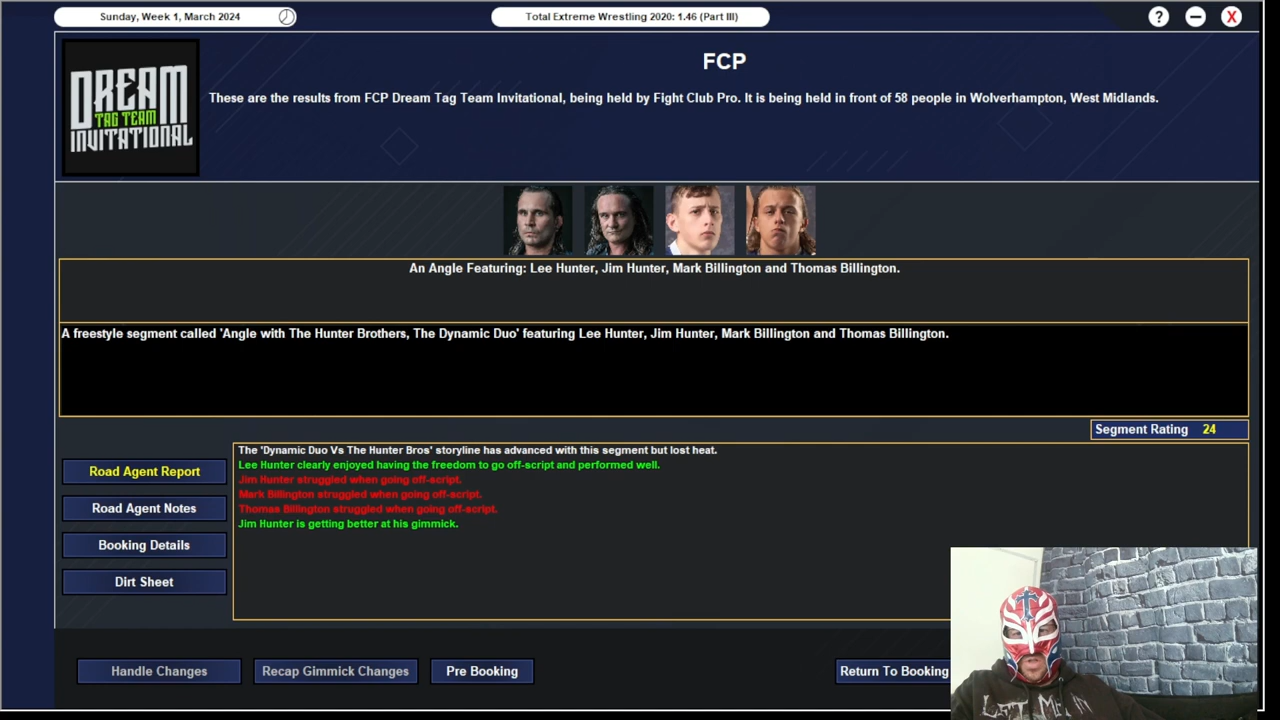 Sunday, Week 1, March 2024
Total Extreme Wrestling 2020: 1.46 (Part III)
?
X
DREAM
TAG TEAM
INVITATIONAL
FCP
These are the results from FCP Dream Tag Team Invitational, being held by Fight Club Pro. It is being held in front of 58 people in Wolverhampton, West Midlands.
An Angle Featuring: Lee Hunter, Jim Hunter, Mark Billington and Thomas Billington.
A freestyle segment called 'Angle with The Hunter Brothers, The Dynamic Duo' featuring Lee Hunter, Jim Hunter, Mark Billington and Thomas Billington.
Segment Rating 24
Road Agent Report
Road Agent Notes
Booking Details
Dirt Sheet
The 'Dynamic Duo Vs The Hunter Bros' storyline has advanced with this segment but lost heat.
Lee Hunter clearly enjoyed having the freedom to go off-script and performed well.
Jim Hunter struggled when going off-script.
Mark Billington struggled when going off-script.
Thomas Billington struggled when going off-script.
Jim Hunter is getting better at his gimmick.
Handle Changes
Recap Gimmick Changes
Pre Booking
Return To Booking
LET ME IN